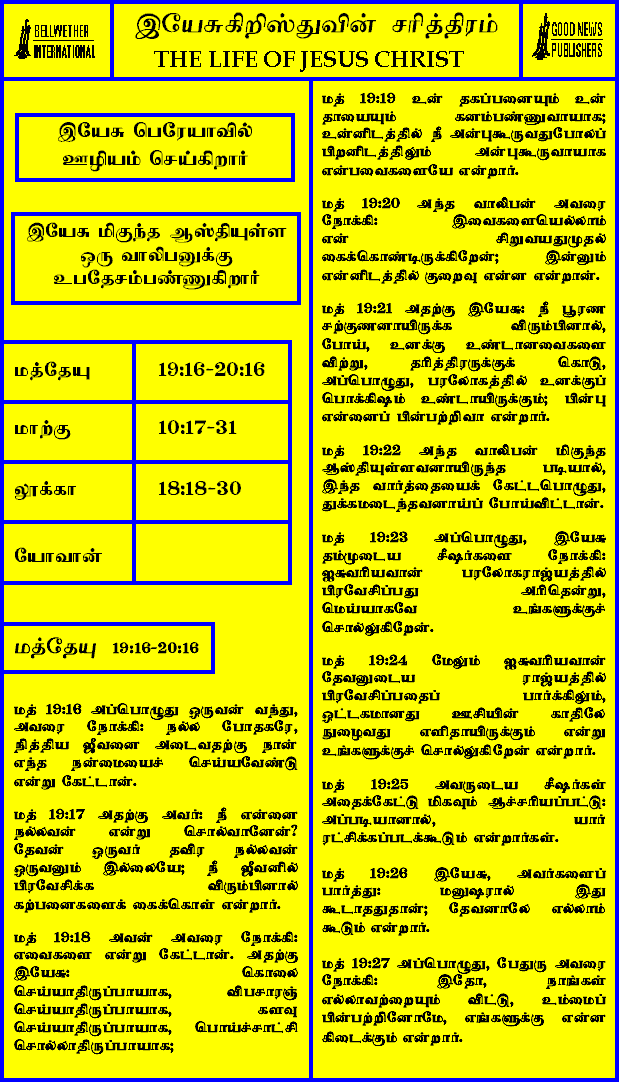 BELLWETHER
INTERNATIONAL
இயேசுகிறிஸ்துவின் சரித்திரம்
THE LIFE OF JESUS CHRIST
GOOD NEWS
PUBLISHERS
இயேசு பெரேயாவில்
ஊழியம் செய்கிறார்
இயேசு மிகுந்த ஆஸ்தியுள்ள
ஒரு வாலிபனுக்கு
உபதேசம்பண்ணுகிறார்
மத்தேயு 19:16-20:16
மாற்கு 10:17-31
லூக்கா 18:18-30
யோவான்
மத்தேயு 19:16-20:16
மத் 19:16 அப்பொழுது ஒருவன் வந்து,
அவரை நோக்கி: நல்ல போதகரே,
நித்திய ஜீவனை அடைவதற்கு நான்
எந்த நன்மையைச் செய்யவேண்டு
என்று கேட்டான்.
மத் 19:17 அதற்கு அவர்: நீ என்னை
நல்லவன் என்று சொல்வானேன்?
தேவன் ஒருவர் தவிர நல்லவன்
ஒருவனும் இல்லையே; நீ ஜீவனில்
பிரவேசிக்க விரும்பினால்
கற்பனைகளைக் கைக்கொள் என்றார்.
மத் 19:18 அவன் அவரை நோக்கி:
எவைகளை என்று கேட்டான். அதற்கு
இயேசு: கொலை
செய்யாதிருப்பாயாக, விபசாரஞ்
செய்யாதிருப்பாயாக, களவு
செய்யாதிருப்பாயாக, பொய்ச்சாட்சி
சொல்லாதிருப்பாயாக;
மத் 19:19 உன் தகப்பனையும் உன்
தாயையும் கனம்பண்ணுவாயாக;
உன்னிடத்தில் நீ அன்புகூருவதுபோலப்
பிறனிடத்திலும் அன்புகூருவாயாக
என்பவைகளையே என்றார்.
மத் 19:20 அந்த வாலிபன் அவரை
நோக்கி: இவைகளையெல்லாம்
என் சிறுவயதுமுதல்
கைக்கொண்டிருக்கிறேன்; இன்னும்
என்னிடத்தில் குறைவு என்ன என்றான்.
மத் 19:21 அதற்கு இயேசு: நீ பூரண
சற்குணனாயிருக்க விரும்பினால்,
போய், உனக்கு உண்டானவைகளை
விற்று, தரித்திரருக்குக் கொடு,
அப்பொழுது, பரலோகத்தில் உனக்குப்
பொக்கிஷம் உண்டாயிருக்கும்; பின்பு
என்னைப் பின்பற்றிவா என்றார்.
மத் 19:22 அந்த வாலிபன் மிகுந்த
ஆஸ்தியுள்ளவனாயிருந்த படியால்,
இந்த வார்த்தையைக் கேட்டபொழுது,
துக்கமடைந்தவனாய்ப் போய்விட்டான்.
மத் 19:23 அப்பொழுது, இயேசு
தம்முடைய சீஷர்களை நோக்கி:
ஐசுவரியவான் பரலோகராஜ்யத்தில்
பிரவேசிப்பது அரிதென்று,
மெய்யாகவே உங்களுக்குச்
சொல்லுகிறேன்.
மத் 19:24 மேலும் ஐசுவரியவான்
தேவனுடைய ராஜ்யத்தில்
பிரவேசிப்பதைப் பார்க்கிலும்,
ஒட்டகமானது ஊசியின் காதிலே
நுழைவது எளிதாயிருக்கும் என்று
உங்களுக்குச் சொல்லுகிறேன் என்றார்.
மத் 19:25 அவருடைய சீஷர்கள்
அதைக்கேட்டு மிகவும் ஆச்சரியப்பட்டு:
அப்படியானால், யார்
ரட்சிக்கப்படக்கூடும் என்றார்கள்.
மத் 19:26 இயேசு, அவர்களைப்
பார்த்து: மனுஷரால் இது
கூடாததுதான்; தேவனாலே எல்லாம்
கூடும் என்றார்.
மத் 19:27 அப்பொழுது, பேதுரு அவரை
நோக்கி: இதோ, நாங்கள்
எல்லாவற்றையும் விட்டு, உம்மைப்
பின்பற்றினோமே, எங்களுக்கு என்ன
கிடைக்கும் என்றார்.